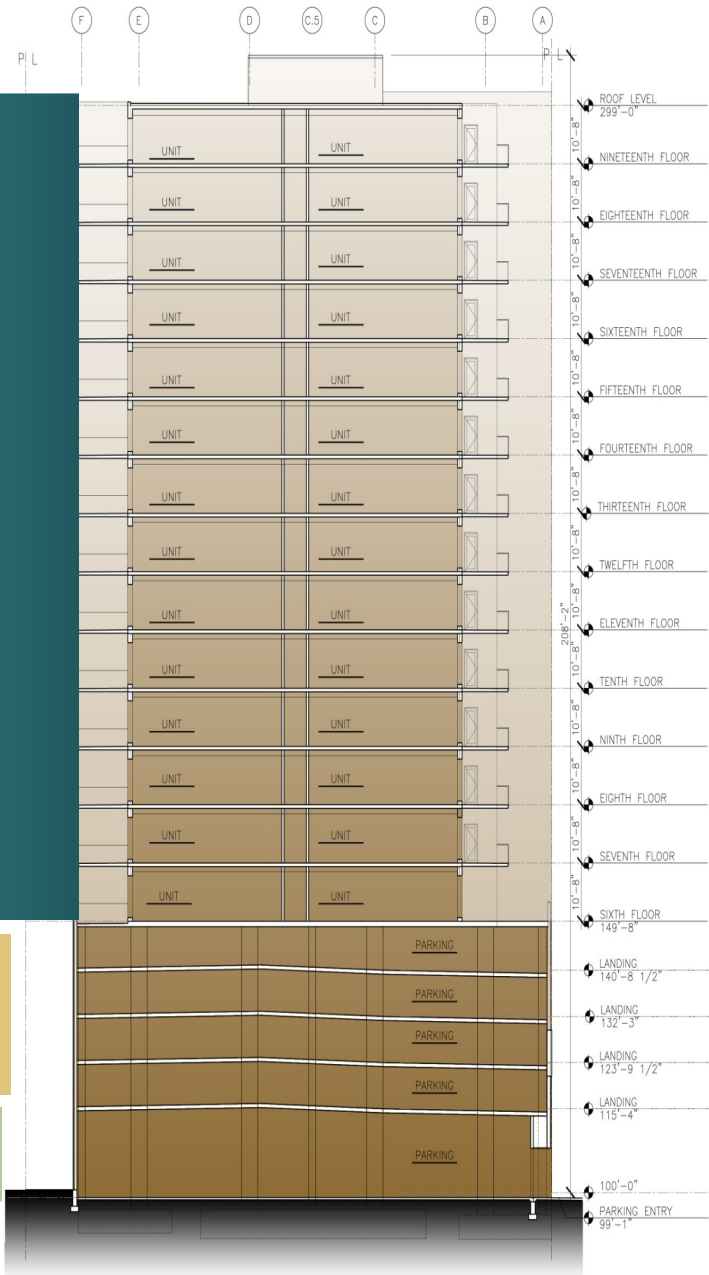 F E D C.5 C B A
P L
P L
ROOF LEVEL
299'-0"
10'-8"
UNIT UNIT
NINETEENTH FLOOR
10'-8"
UNIT UNIT
EIGHTEENTH FLOOR
10'-8"
UNIT UNIT
SEVENTEENTH FLOOR
10'-8"
UNIT UNIT
SIXTEENTH FLOOR
10'-8"
UNIT UNIT
FIFTEENTH FLOOR
10'-8"
UNIT UNIT
FOURTEENTH FLOOR
10'-8"
UNIT UNIT
THIRTEENTH FLOOR
10'-8"
UNIT UNIT
TWELFTH FLOOR
10'-8"
208'-2"
UNIT UNIT
ELEVENTH FLOOR
10'-8"
UNIT UNIT
TENTH FLOOR
10'-8"
UNIT UNIT
NINTH FLOOR
10'-8"
UNIT UNIT
EIGHTH FLOOR
10'-8"
UNIT UNIT
SEVENTH FLOOR
10'-8"
UNIT UNIT
SIXTH FLOOR
149'-8"
PARKING
LANDING
140'-8 1/2"
PARKING
LANDING
132'-3"
PARKING
LANDING
123'-9 1/2"
PARKING
LANDING
115'-4"
PARKING
100'-0"
PARKING ENTRY
99'-1"